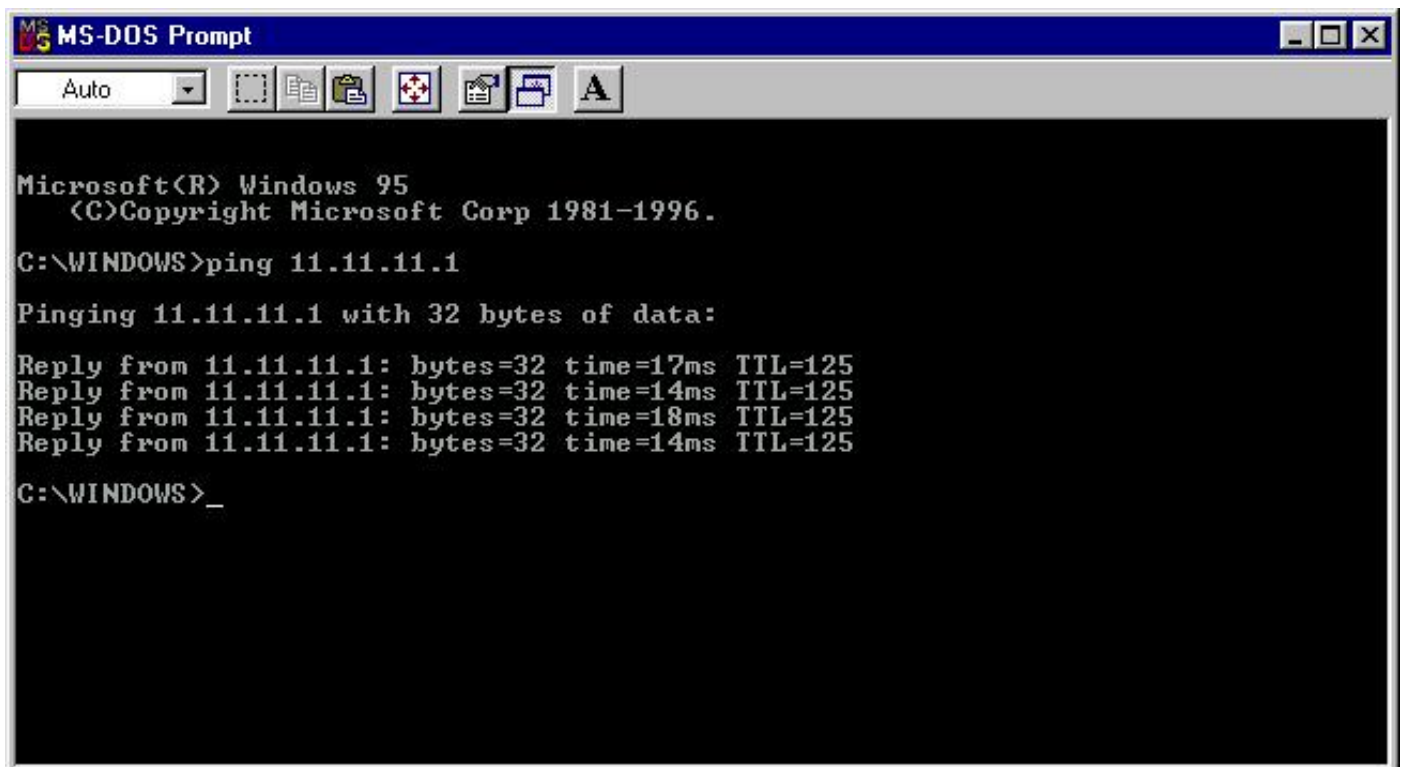 MS-DOS Prompt
Auto
A
Microsoft(R) Windows 95
(C)Copyright Microsoft Corp 1981-1996.
C:\WINDOWS>ping 11.11.11.1
Pinging 11.11.11.1 with 32 bytes of data:
Reply from 11.11.11.1: bytes=32 time=17ms TTL=125
Reply from 11.11.11.1: bytes=32 time=14ms TTL=125
Reply from 11.11.11.1: bytes=32 time=18ms TTL=125
Reply from 11.11.11.1: bytes=32 time=14ms TTL=125
C:\WINDOWS>_